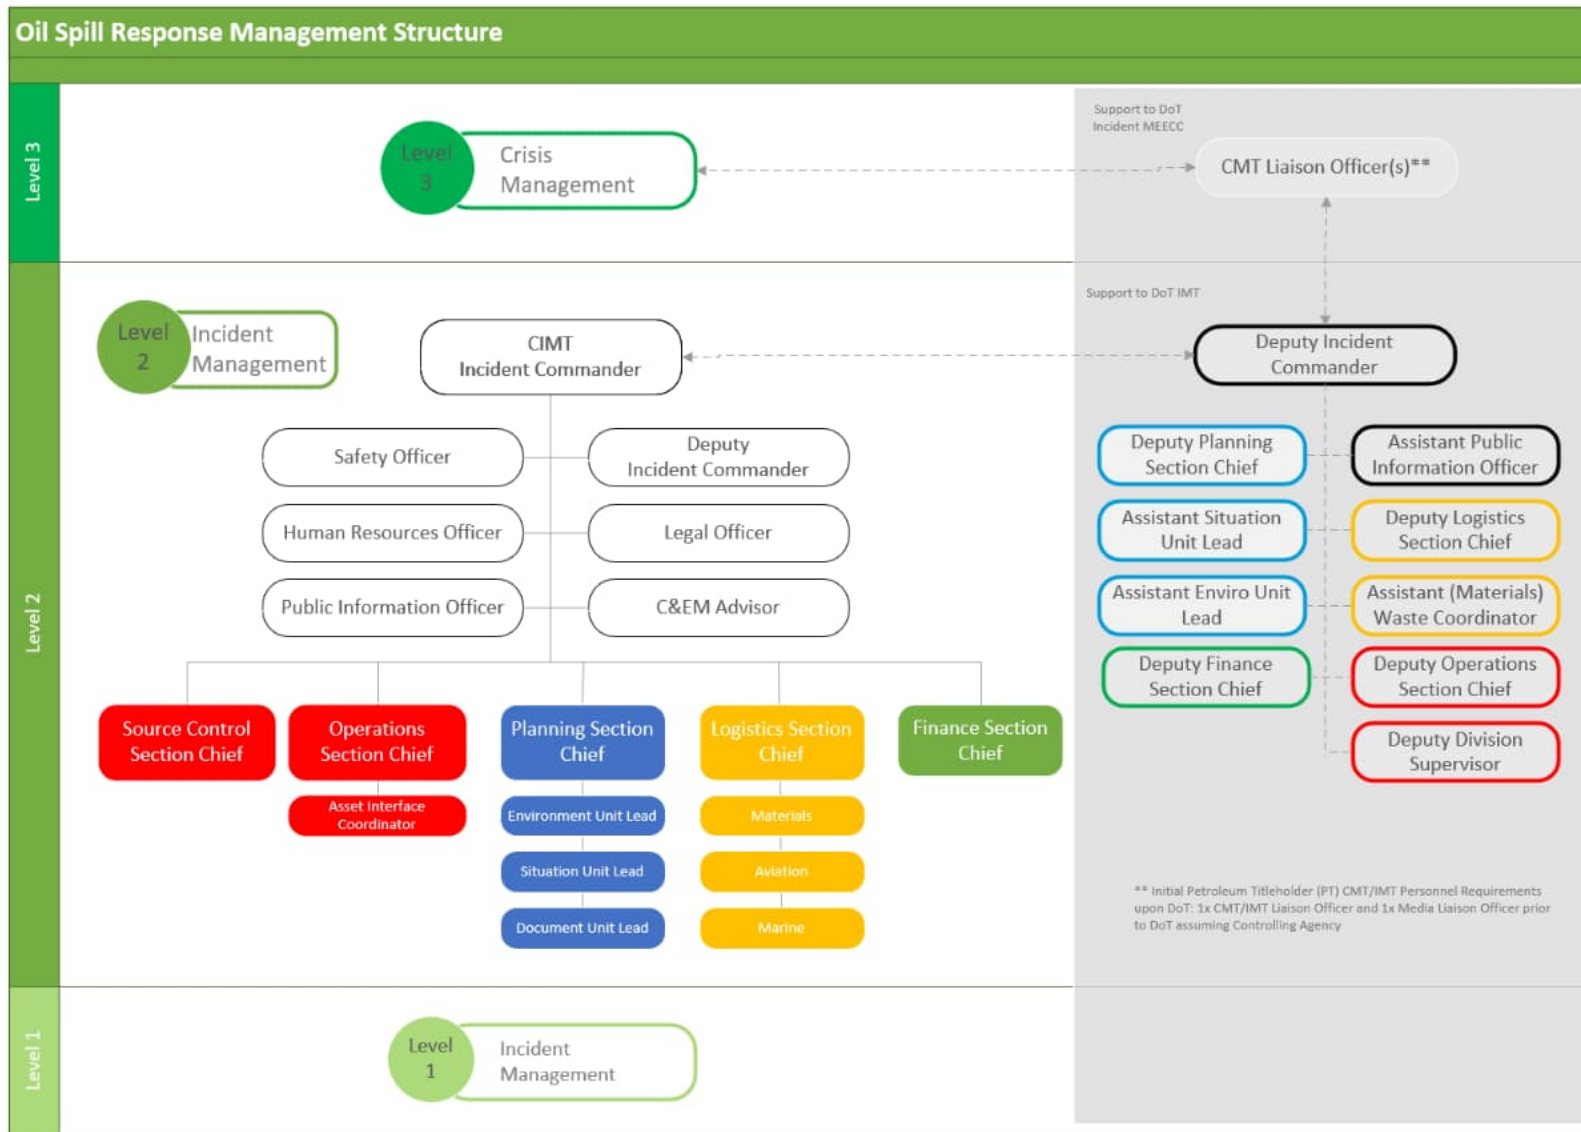 Oil Spill Response Management Structure
Level 3
Level
3
Crisis
Management
Support to DoT
Incident MEECC
CMT Liaison Officer(s)**
Level 2
Level
2
Incident
Management
CIMT
Incident Commander
Support to DoT IMT
Deputy Incident
Commander
Safety Officer
Deputy
Incident Commander
Human Resources Officer
Legal Officer
Public Information Officer
C&EM Advisor
Deputy Planning
Section Chief
Assistant Public
Information Officer
Assistant Situation
Unit Lead
Deputy Logistics
Section Chief
Assistant Enviro Unit
Lead
Assistant (Materials)
Waste Coordinator
Deputy Finance
Section Chief
Deputy Operations
Section Chief
Deputy Division
Supervisor
Source Control
Section Chief
Operations
Section Chief
Asset Interface
Coordinator
Planning Section
Chief
Environment Unit Lead
Situation Unit Lead
Document Unit Lead
Logistics Section
Chief
Materials
Aviation
Marine
Finance Section
Chief
** Initial Petroleum Titleholder (PT) CMT/IMT Personnel Requirements
upon DoT: 1x CMT/IMT Liaison Officer and 1x Media Liaison Officer prior
to DoT assuming Controlling Agency
Level 1
Level
1
Incident
Management